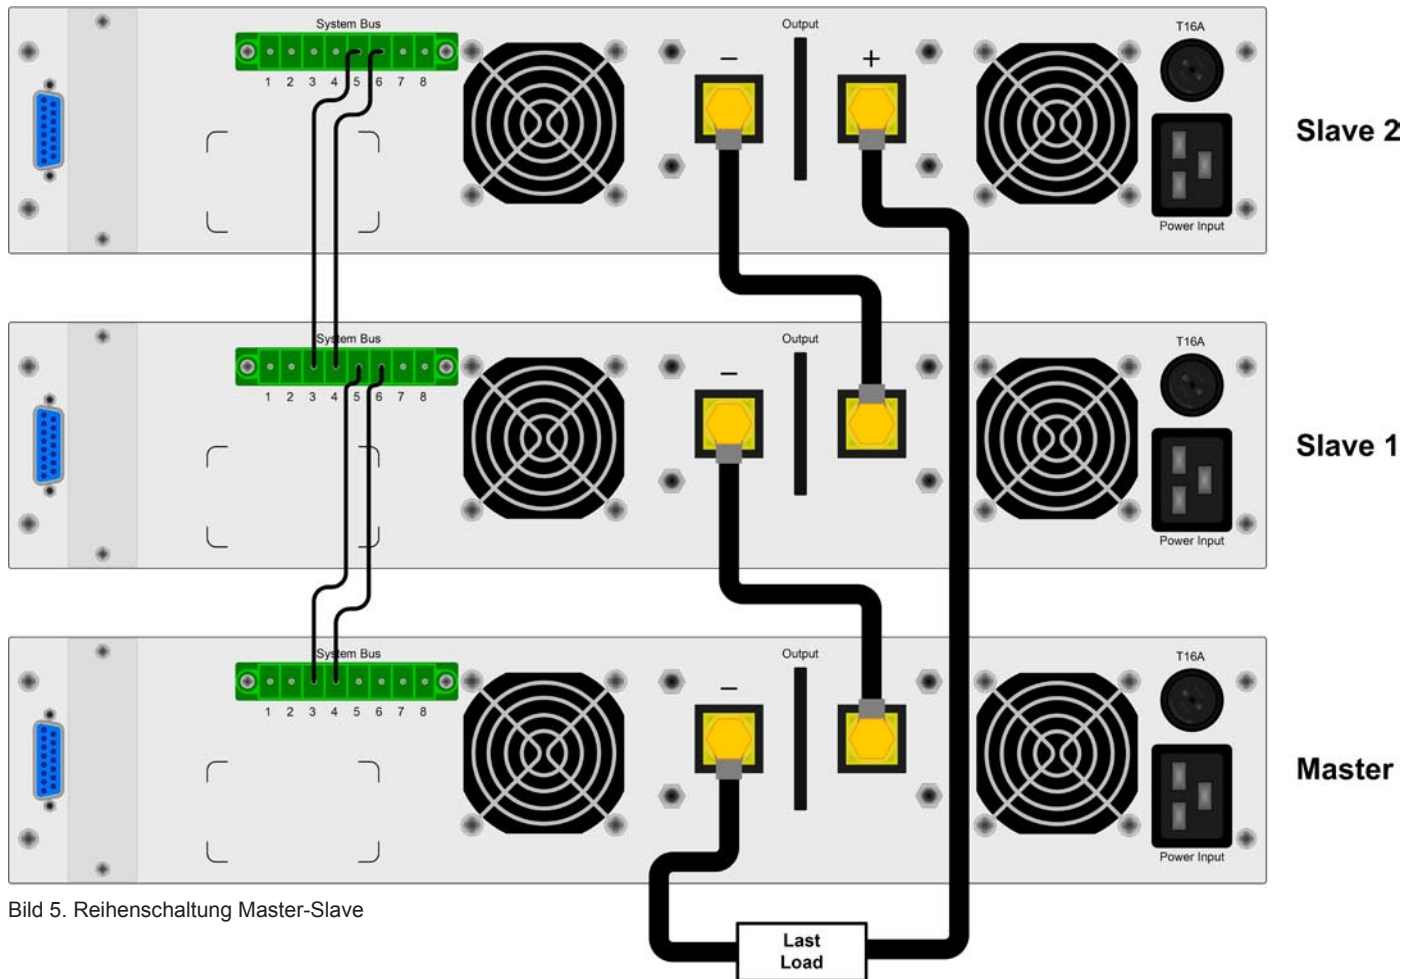 System Bus
Output
T16A
1 2 3 4 5 6 7 8
− +
Power Input
Slave 2
System Bus
Output
T16A
1 2 3 4 5 6 7 8
−
Power Input
Slave 1
System Bus
Output
T16A
1 2 3 4 5 6 7 8
−
Power Input
Master
Bild 5. Reihenschaltung Master-Slave
Last
Load